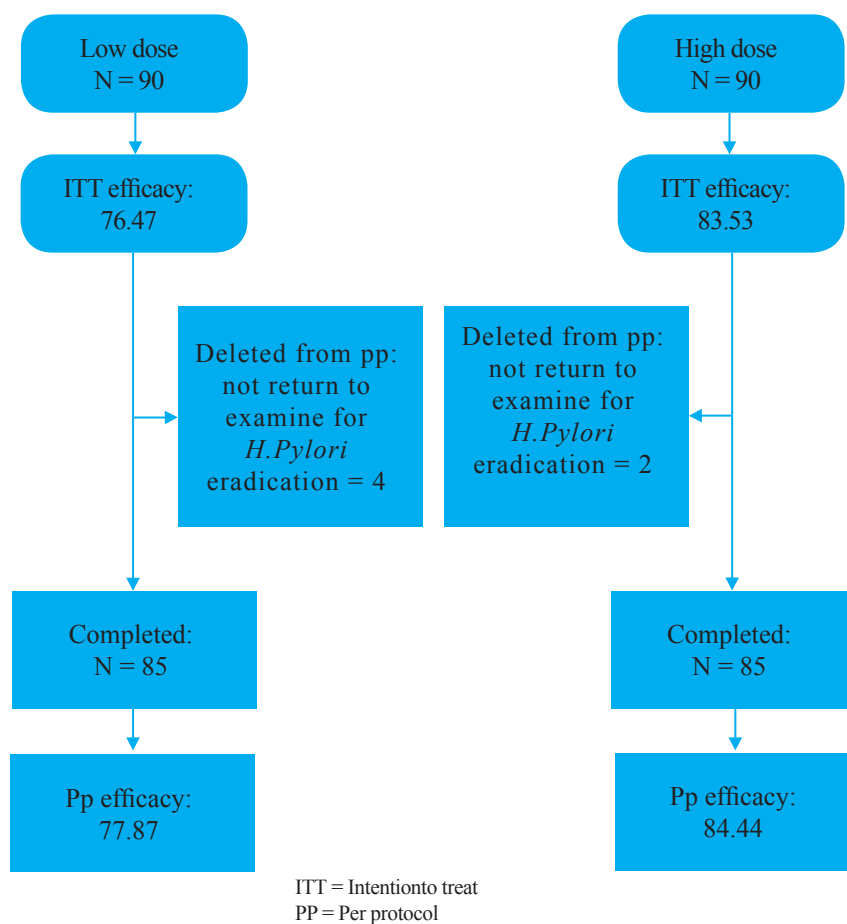 Low dose
N = 90
High dose
N = 90
ITT efficacy:
76.47
ITT efficacy:
83.53
Deleted from pp:
not return to
examine for
H.Pylori
eradication = 4
Deleted from pp:
not return to
examine for
H.Pylori
eradication = 2
Completed:
N = 85
Completed:
N = 85
Pp efficacy:
77.87
Pp efficacy:
84.44
ITT = Intentionto treat
PP = Per protocol